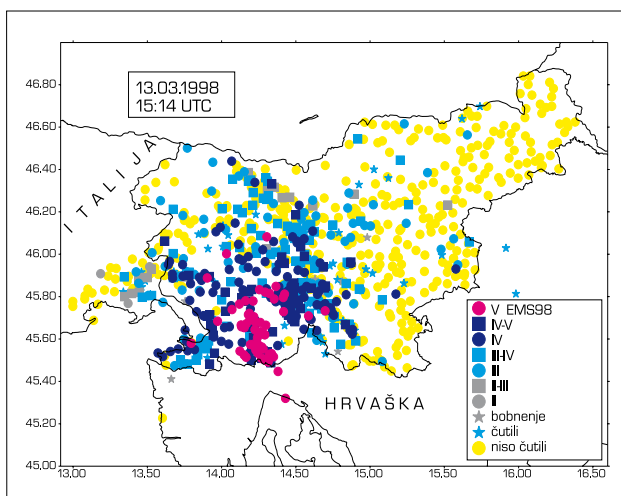 13.03.1998
15:14 UTC
ITALIJA
HRVAŠKA
V EMS98
IV-V
IV
III-IV
III
II-III
II
bobnenje
čutili
niso čutili
46.80
46.60
46.40
46.20
46.00
45.80
45.60
45.40
45.20
45.00
13.00 13.50 14.00 14.50 15.00 15.50 16.00 16.50